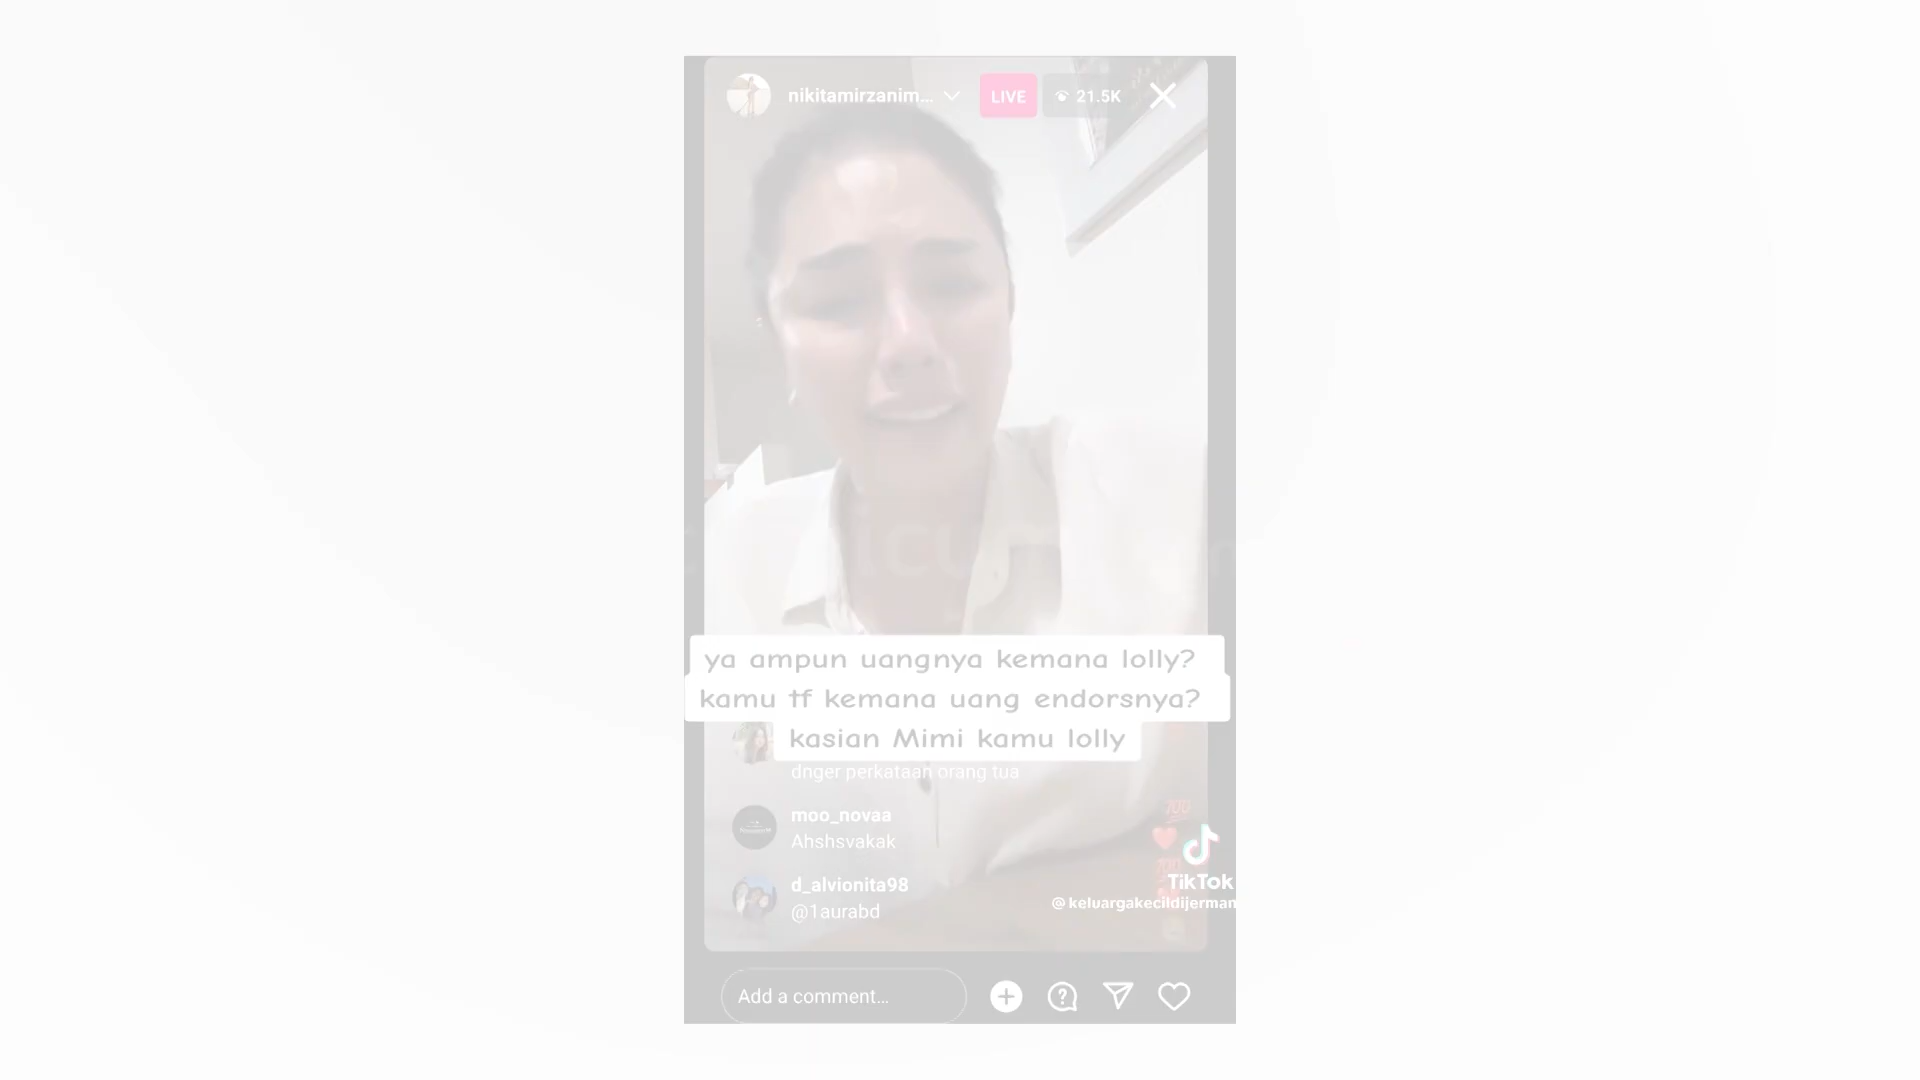 nikitamirzanim...
LIVE
21.5K
ya ampun uangnya kemana lolly?
kamu tf kemana uang endorsnya?
kasian Mimi kamu lolly
dnger perkataan orang tua
moo_novaa
Ahshsvakak
d_alvionita98
@1aurabd
TikTok
@keluargakecildijerman
Add a comment...